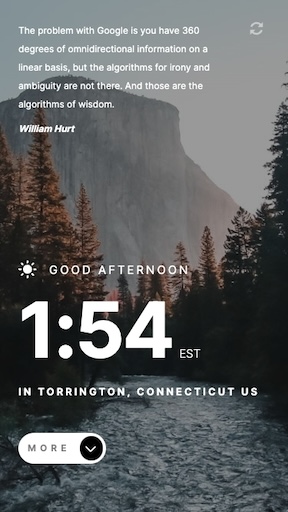 The problem with Google is you have 360
degrees of omnidirectional information on a
linear basis, but the algorithms for irony and
ambiguity are not there. And those are the
algorithms of wisdom.
William Hurt
GOOD AFTERNOON
1:54 EST
IN TORRINGTON, CONNECTICUT US
MORE